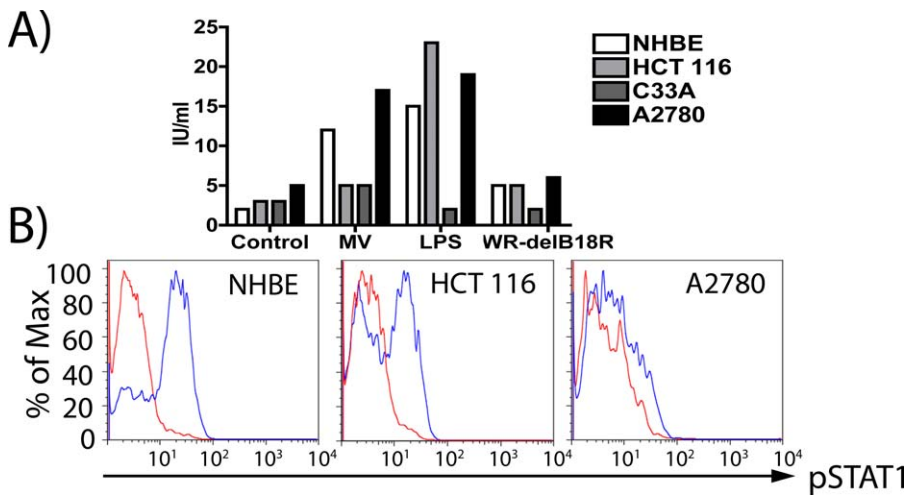 A)
25
20
15
10
5
0
IU/ml
NHBE
HCT 116
C33A
A2780
Control MV LPS WR-delB18R
B)
100
80
60
40
20
0
% of Max
NHBE
HCT 116
A2780
10¹ 10² 10³ 10⁴ 10¹ 10² 10³ 10⁴ 10¹ 10² 10³ 10⁴
pSTAT1